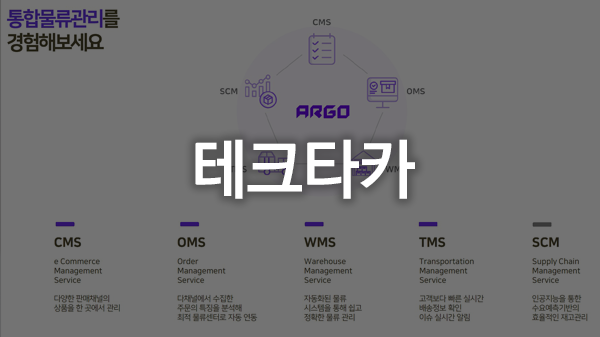 통합물류관리를
경험해보세요
CMS
SCM
OMS
ARGO
테크타카
CMS
e Commerce
Management
Service
다양한 판매채널의
상품을 한 곳에서 관리
OMS
Order
Management
Service
다채널에서 수집한
주문의 특징을 분석해
최적 물류센터로 자동 연동
WMS
Warehouse
Management
Service
자동화된 물류
시스템을 통해 쉽고
정확한 물류 관리
TMS
Transportation
Management
Service
고객보다 빠른 실시간
배송정보 확인
이슈 실시간 알림
SCM
Supply Chain
Management
Service
인공지능을 통한
수요예측기반의
효율적인 재고관리